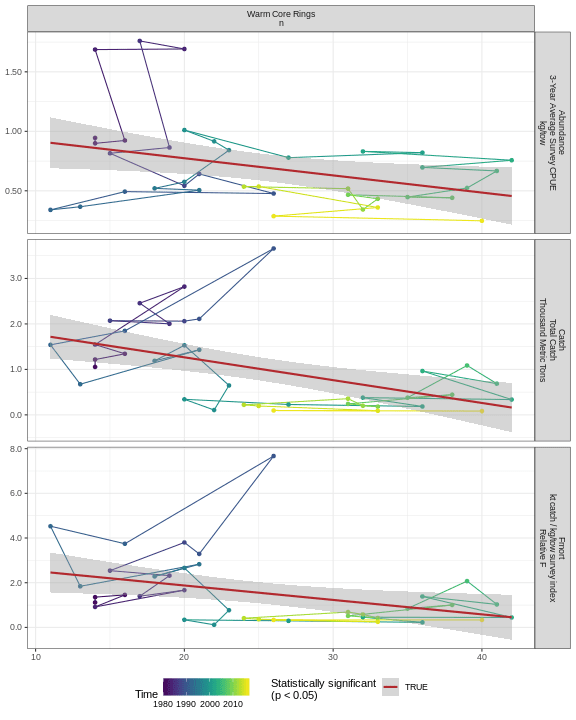 Warm Core Rings
n
1.50
1.00
0.50
Abundance
3-Year Average Survey CPUE
kg/tow
3.0
2.0
1.0
0.0
Catch
Total Catch
Thousand Metric Tons
8.0
6.0
4.0
2.0
0.0
Fmort
kt catch / kg/tow survey index
Relative F
10
20
30
40
Time
1980 1990 2000 2010
Statistically significant
(p < 0.05)
TRUE